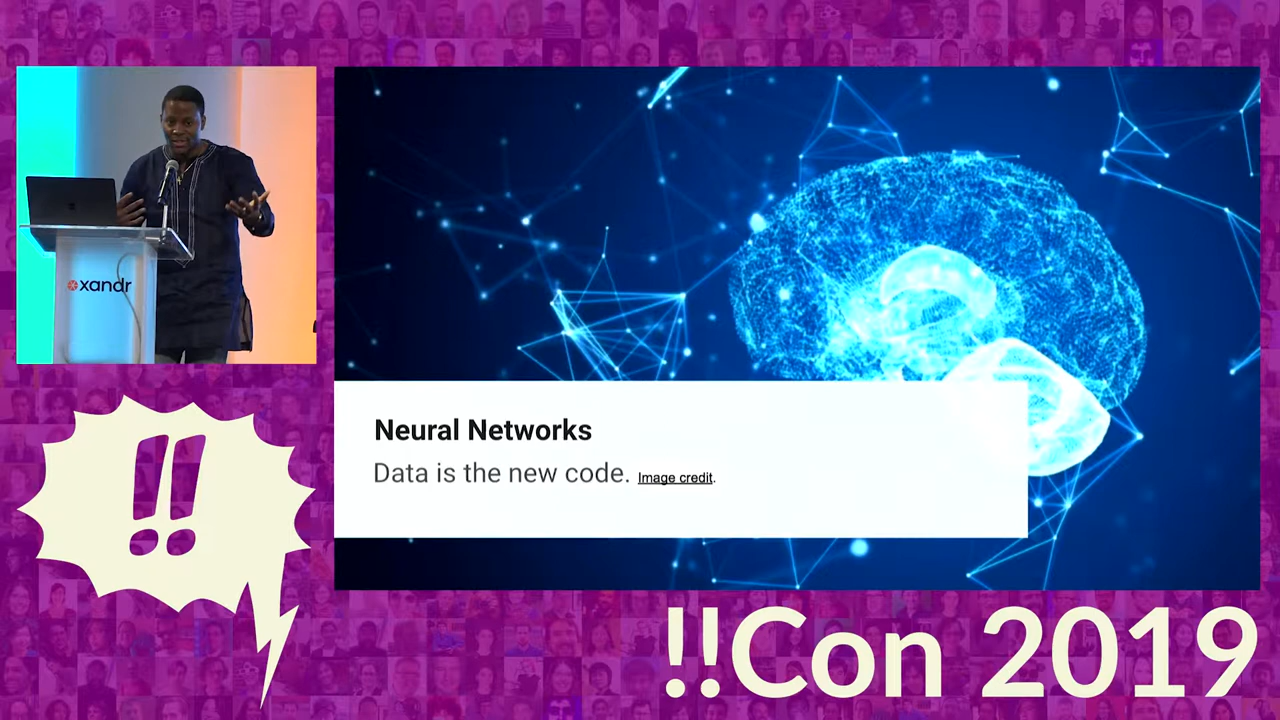 xandr
Neural Networks
Data is the new code. Image credit.
!!
!!Con 2019